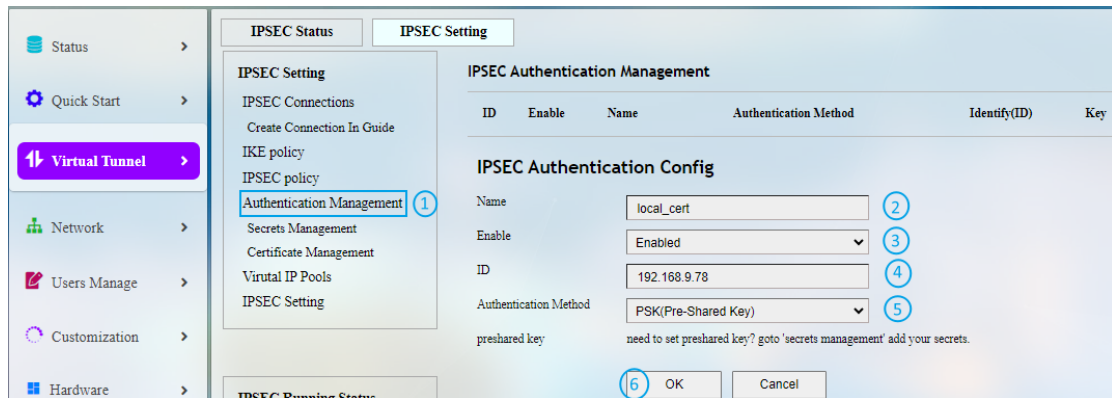 IPSEC Status
IPSEC Setting
Status
Quick Start
Virtual Tunnel
Network
Users Manage
Customization
Hardware
IPSEC Setting
IPSEC Connections
Create Connection In Guide
IKE policy
IPSEC policy
Authentication Management 1
Secrets Management
Certificate Management
Virutal IP Pools
IPSEC Setting
IPSEC Running Status
IPSEC Authentication Management
ID Enable Name Authentication Method Identify(ID) Key
IPSEC Authentication Config
Name local_cert 2
Enable Enabled 3
ID 192.168.9.78 4
Authentication Method PSK(Pre-Shared Key) 5
preshared key need to set preshared key? goto 'secrets management' add your secrets.
6 OK Cancel